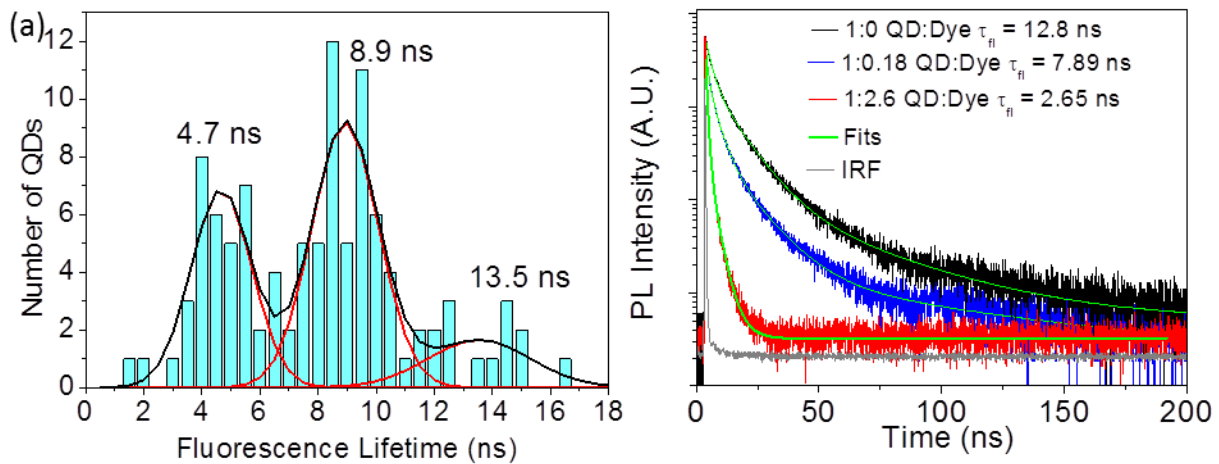 (a)
12
10
8
6
4
2
0
Number of QDs
4.7 ns
8.9 ns
13.5 ns
0 2 4 6 8 10 12 14 16 18
Fluorescence Lifetime (ns)
PL Intensity (A.U.)
1:0 QD:Dye τfl = 12.8 ns
1:0.18 QD:Dye τfl = 7.89 ns
1:2.6 QD:Dye τfl = 2.65 ns
Fits
IRF
0 50 100 150 200
Time (ns)